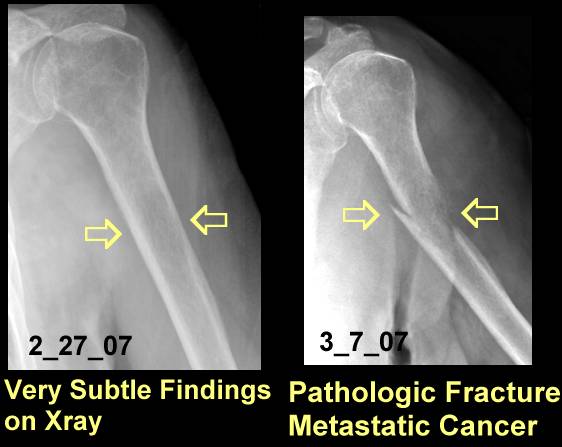 2_27_07
Very Subtle Findings
on Xray
3_7_07
Pathologic Fracture
Metastatic Cancer